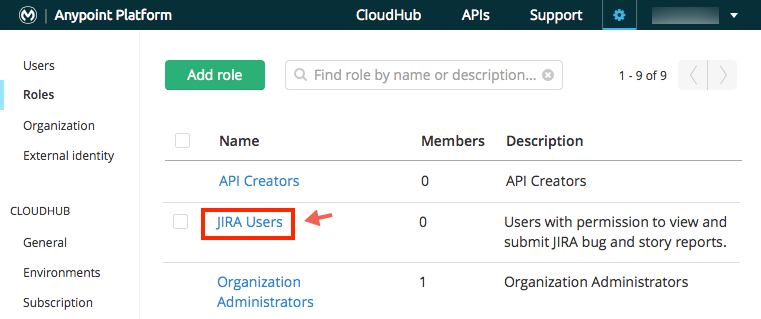 Anypoint Platform CloudHub APIs Support
Users
Roles
Organization
External identity
CLOUDHUB
General
Environments
Subscription
Add role Find role by name or description... 1 - 9 of 9
Name Members Description
API Creators 0 API Creators
JIRA Users 0 Users with permission to view and
submit JIRA bug and story reports.
Organization 1 Organization Administrators
Administrators